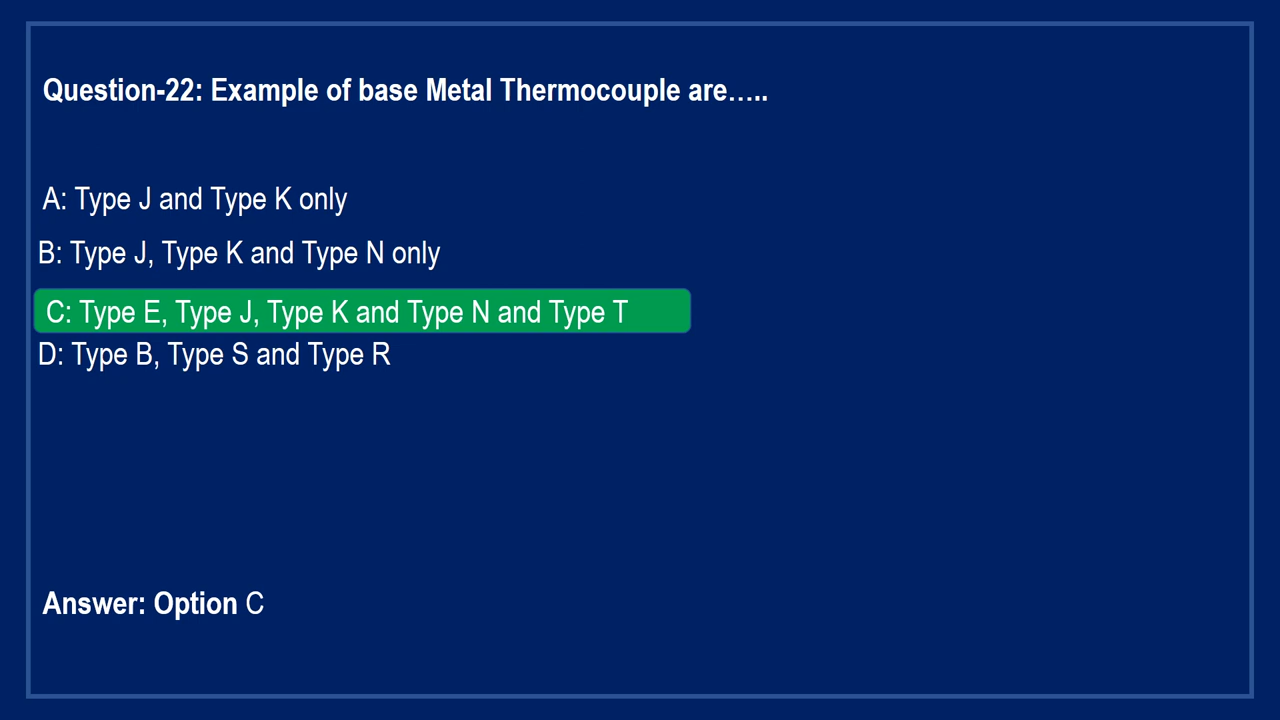 Question-22: Example of base Metal Thermocouple are…..
A: Type J and Type K only
B: Type J, Type K and Type N only
C: Type E, Type J, Type K and Type N and Type T
D: Type B, Type S and Type R
Answer: Option C